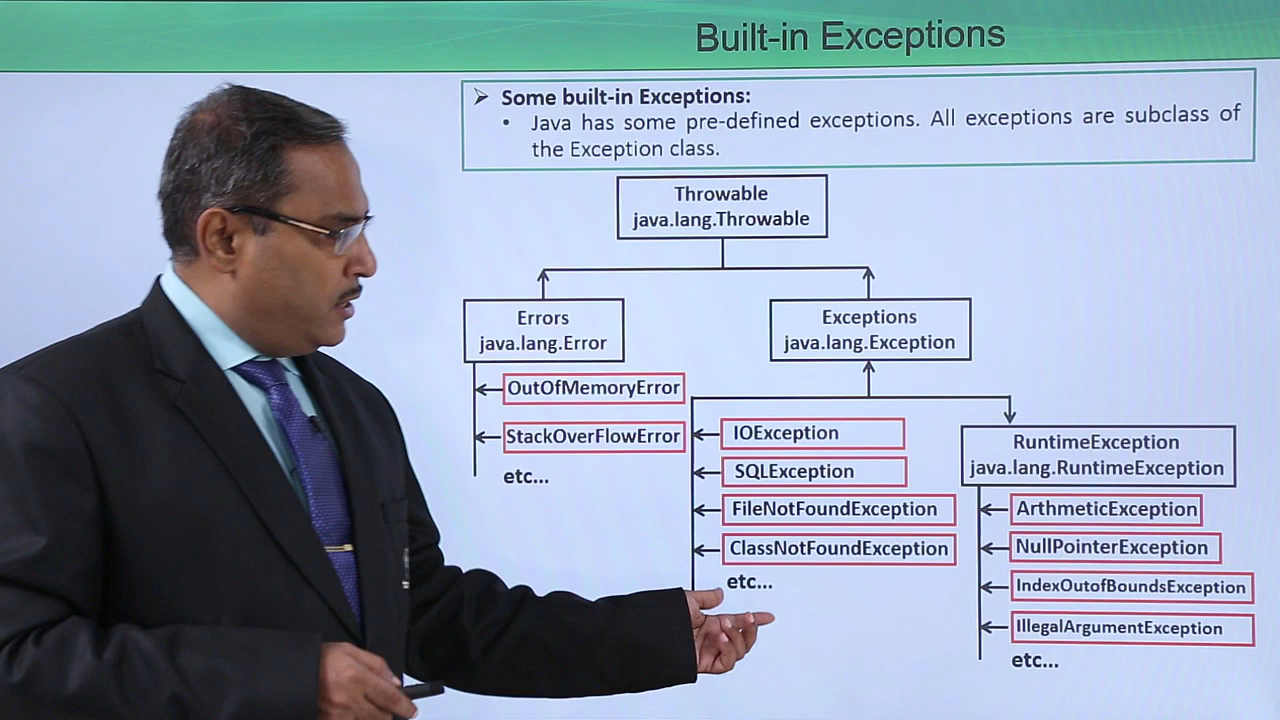 Built-in Exceptions
➢ Some built-in Exceptions:
• Java has some pre-defined exceptions. All exceptions are subclass of
the Exception class.
Throwable
java.lang.Throwable
Errors
java.lang.Error
OutOfMemoryError
StackOverFlowError
etc...
Exceptions
java.lang.Exception
IOException
SQLException
FileNotFoundException
ClassNotFoundException
etc...
RuntimeException
java.lang.RuntimeException
ArthmeticException
NullPointerException
IndexOutofBoundsException
IllegalArgumentException
etc...